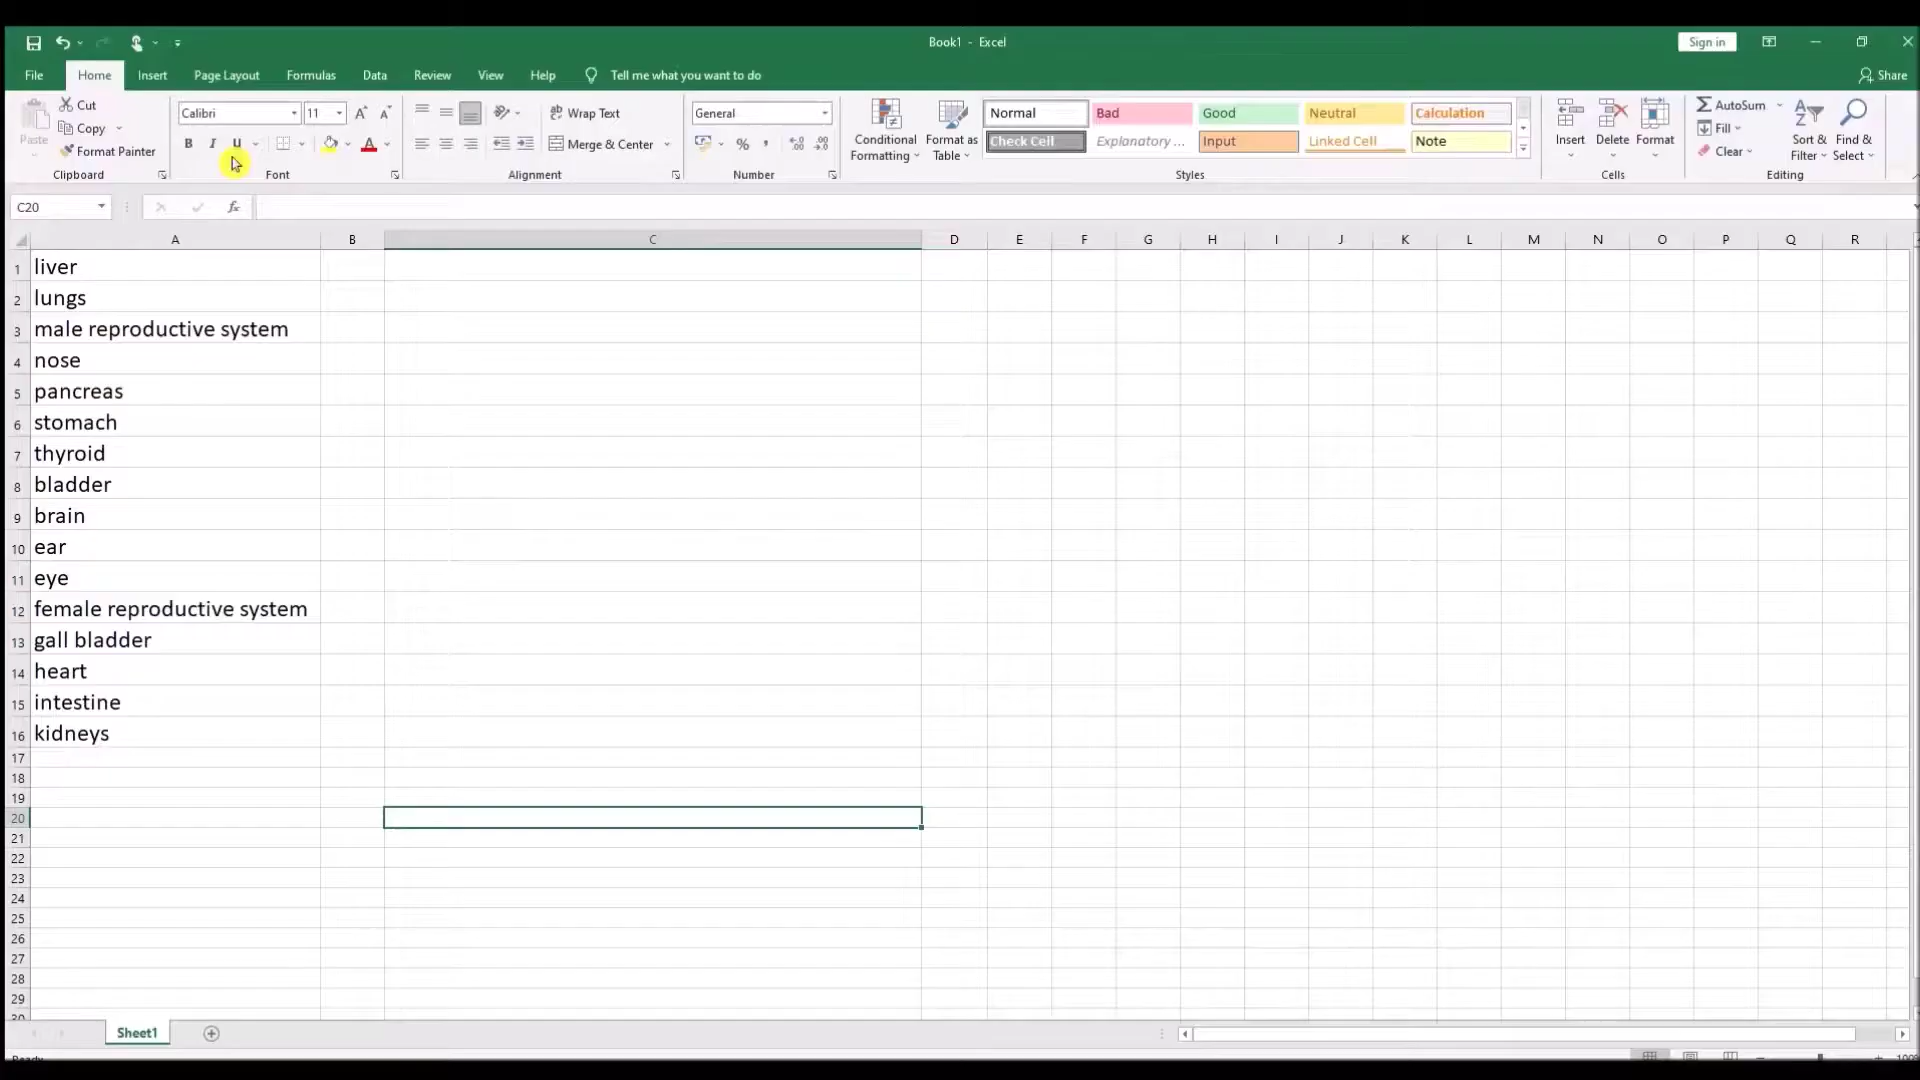 Book1 - Excel
Sign in
File Home Insert Page Layout Formulas Data Review View Help Tell me what you want to do Share
Cut
Copy
Format Painter
Paste
Clipboard
Calibri 11
B I U
Font
Wrap Text
Merge & Center
Alignment
General
%
Number
Conditional Formatting
Format as Table
Normal Bad Good Neutral Calculation
Check Cell Explanatory ... Input Linked Cell Note
Styles
Insert Delete Format
Cells
AutoSum
Fill
Clear
Sort & Filter
Find & Select
Editing
C20 fx
A B C D E F G H I J K L M N O P Q R
1 liver
2 lungs
3 male reproductive system
4 nose
5 pancreas
6 stomach
7 thyroid
8 bladder
9 brain
10 ear
11 eye
12 female reproductive system
13 gall bladder
14 heart
15 intestine
16 kidneys
17
18
19
20
21
22
23
24
25
26
27
28
29
Sheet1